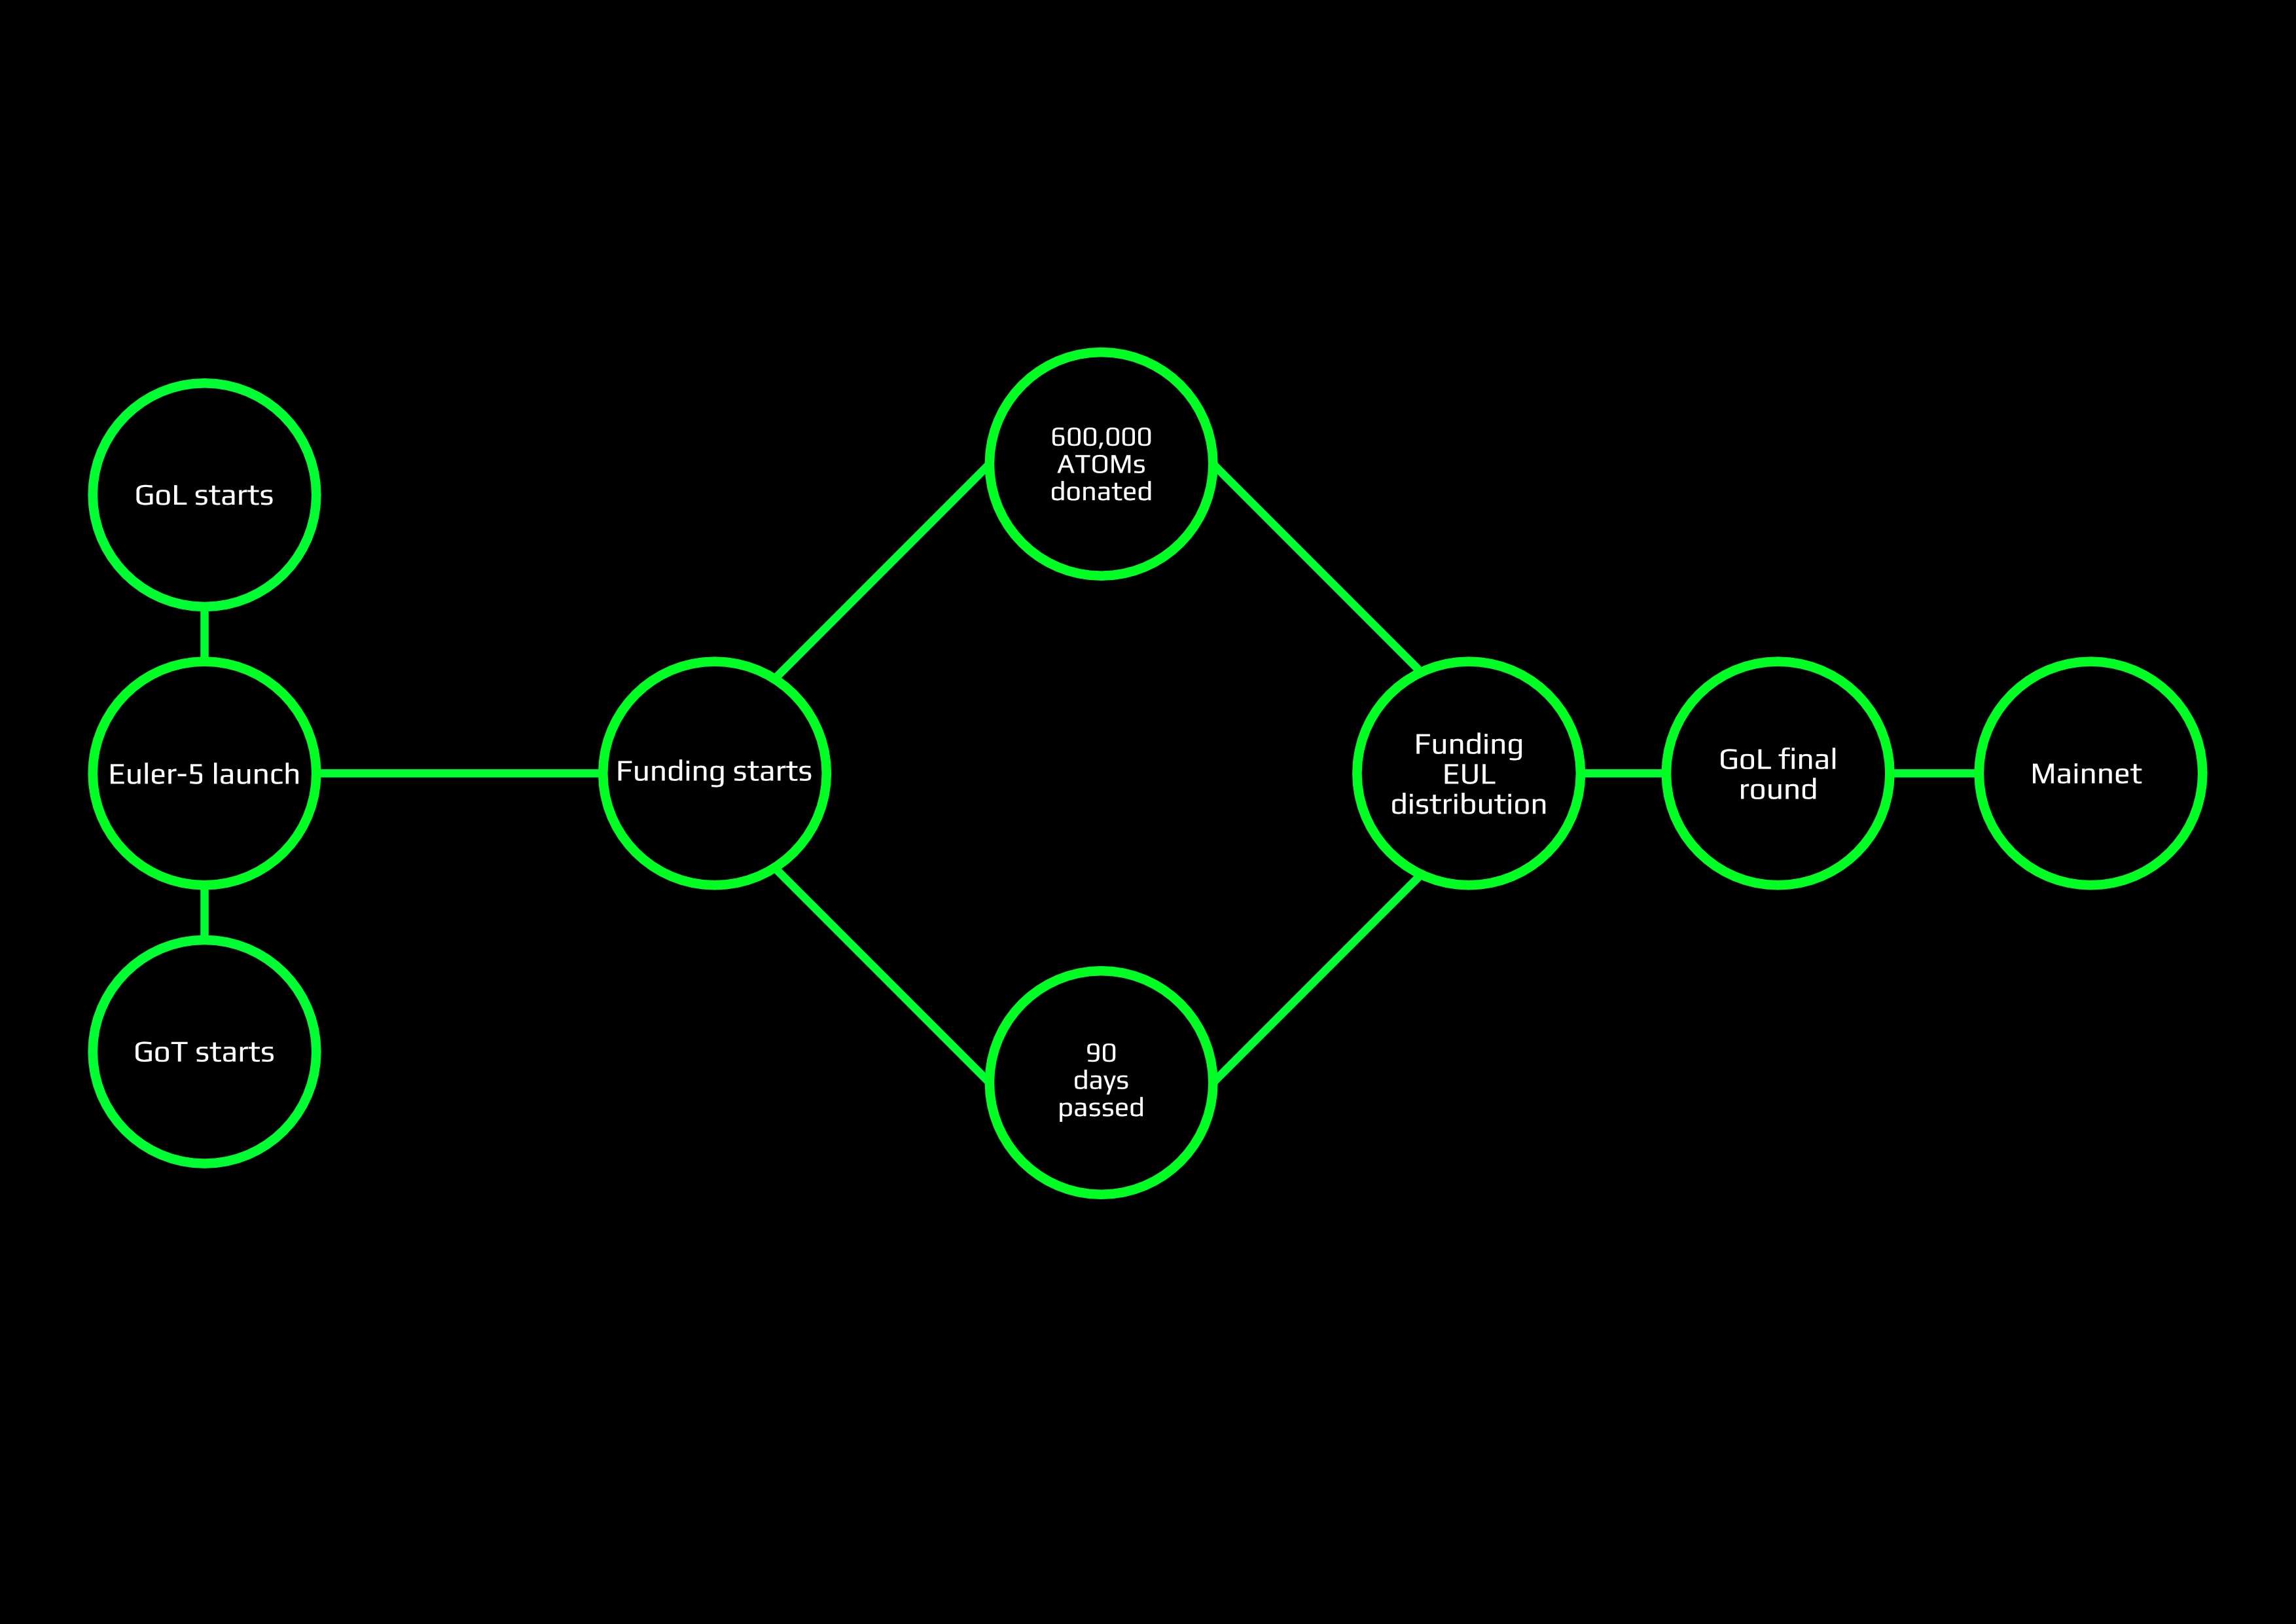 GoL starts
Euler-5 launch
GoT starts
Funding starts
600,000
ATOMs
donated
90
days
passed
Funding
EUL
distribution
GoL final
round
Mainnet